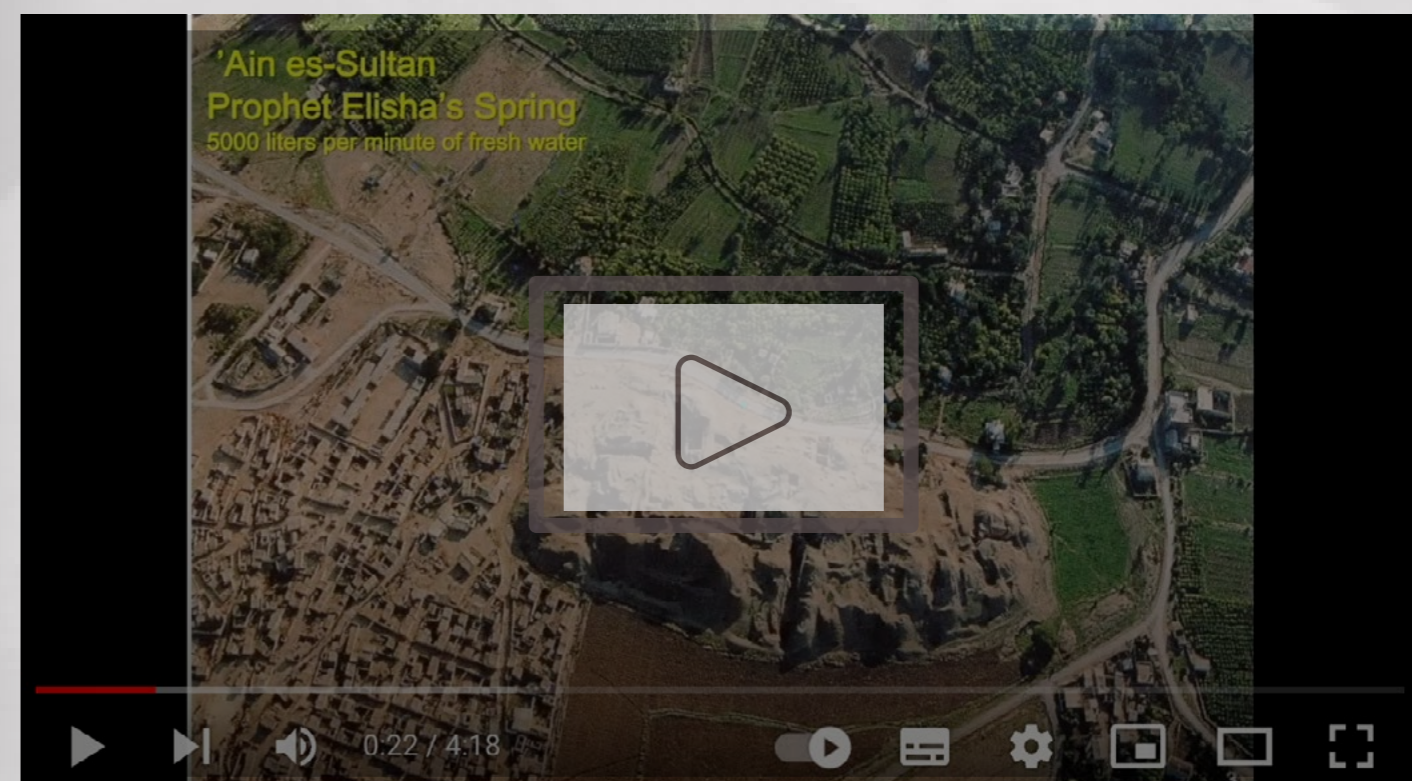 'Ain es-Sultan
Prophet Elisha's Spring
5000 liters per minute of fresh water
0:22 / 4:18